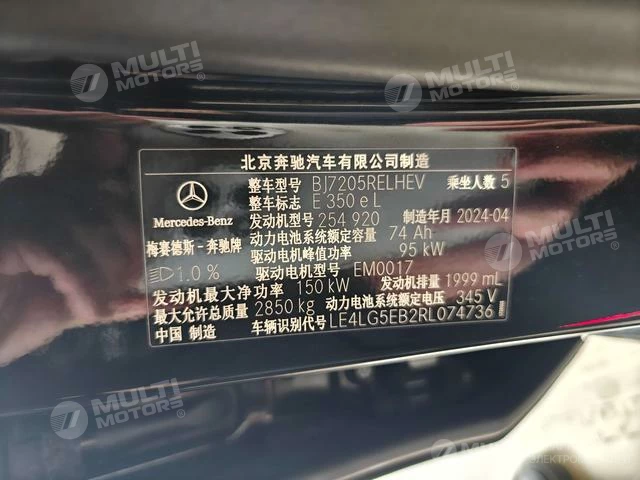 MULTI MOTORS®
MULTI MOTORS®
北京奔驰汽车有限公司制造
整车型号 BJ7205RELHEV 乘坐人数 5
整车标志 E 350 e L
发动机型号 254 920 制造年月 2024-04
Mercedes-Benz
梅赛德斯-奔驰牌
动力电池系统额定容量 74 Ah
驱动电机峰值功率 95 kW
1.0 % 驱动电机型号 EM0017
发动机最大净功率 150 kW 发动机排量 1999 mL
最大允许总质量 2850 kg 动力电池系统额定电压 345 V
中国 制造 车辆识别代号 LE4LG5EB2RL074736
MULTI MOTORS®
MULTI